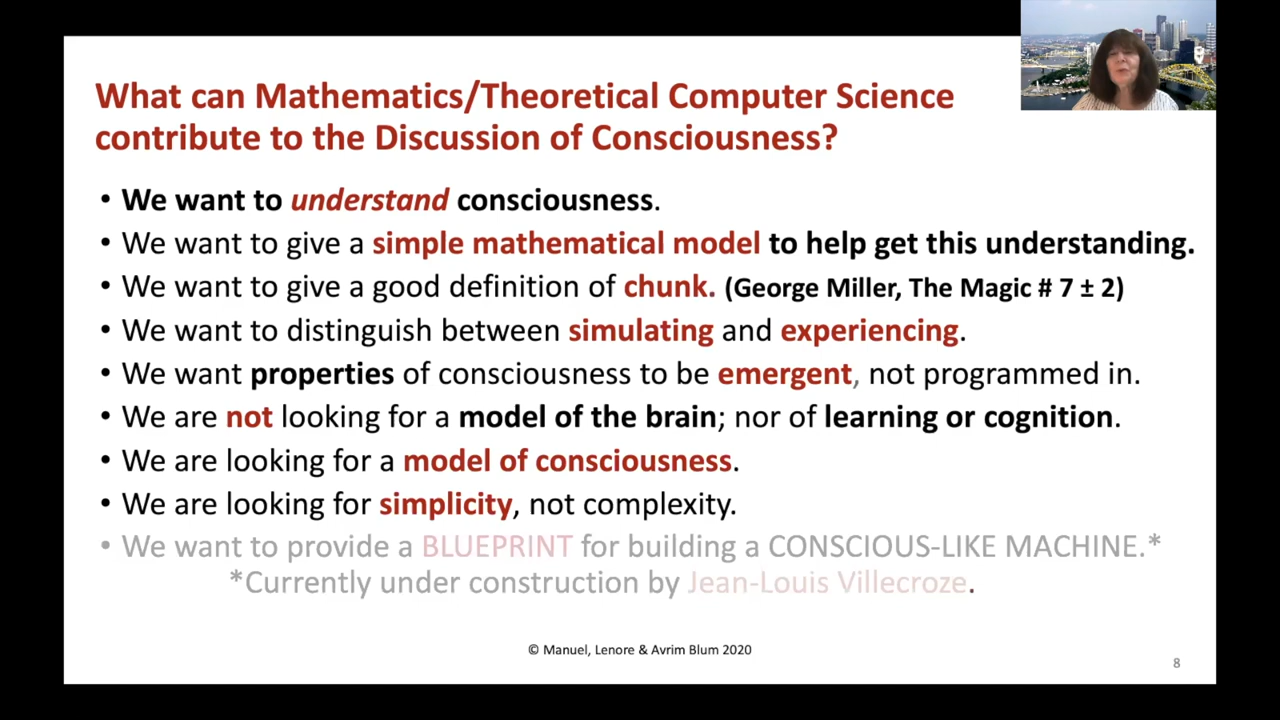 What can Mathematics/Theoretical Computer Science
contribute to the Discussion of Consciousness?
• We want to understand consciousness.
• We want to give a simple mathematical model to help get this understanding.
• We want to give a good definition of chunk. (George Miller, The Magic # 7 ± 2)
• We want to distinguish between simulating and experiencing.
• We want properties of consciousness to be emergent, not programmed in.
• We are not looking for a model of the brain; nor of learning or cognition.
• We are looking for a model of consciousness.
• We are looking for simplicity, not complexity.
• We want to provide a BLUEPRINT for building a CONSCIOUS-LIKE MACHINE.*
*Currently under construction by Jean-Louis Villecroze.
© Manuel, Lenore & Avrim Blum 2020
8